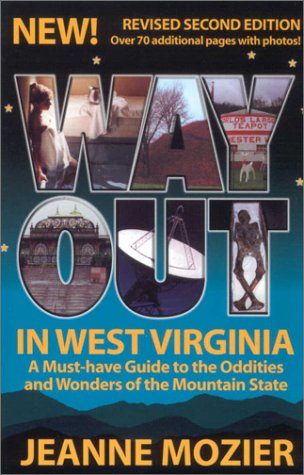 NEW!
REVISED SECOND EDITION
Over 70 additional pages with photos!
WAY
TEAPOT
OUT
IN WEST VIRGINIA
A Must-have Guide to the Oddities
and Wonders of the Mountain State
JEANNE MOZIER